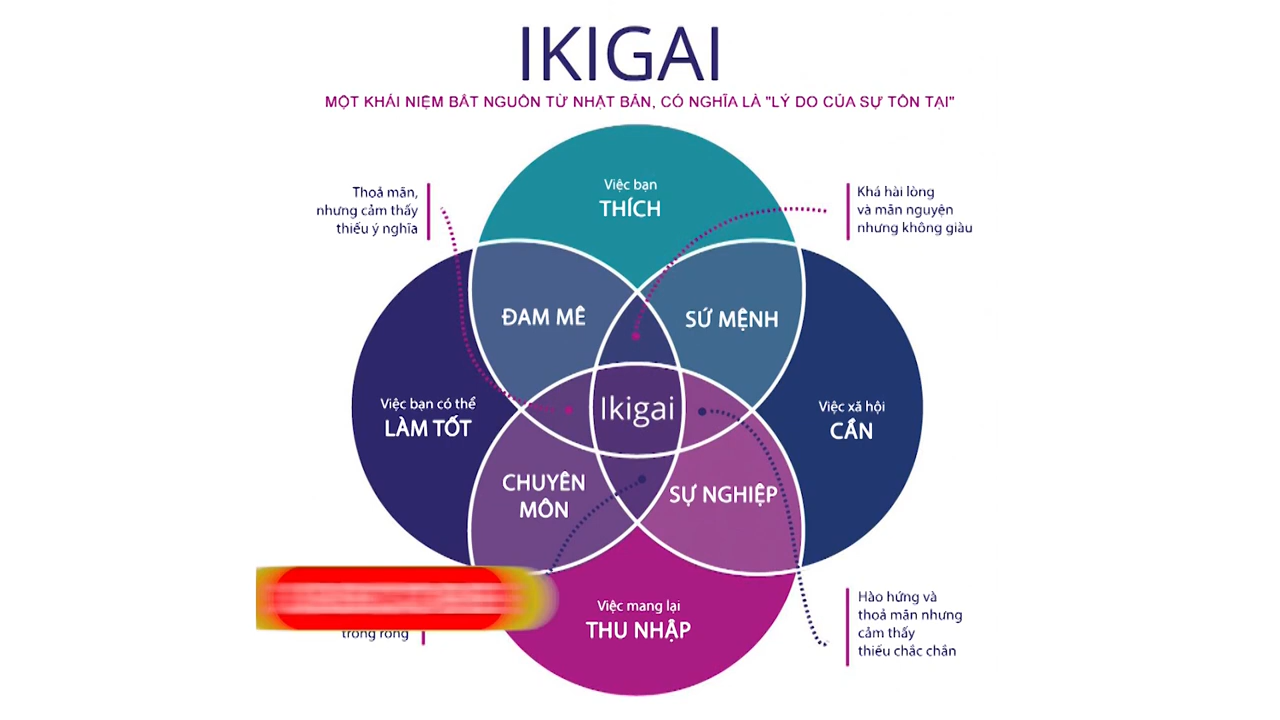 IKIGAI
MỘT KHÁI NIỆM BẮT NGUỒN TỪ NHẬT BẢN, CÓ NGHĨA LÀ "LÝ DO CỦA SỰ TỒN TẠI"
Việc bạn
THÍCH
Thoả mãn,
nhưng cảm thấy
thiếu ý nghĩa
Khá hài lòng
và mãn nguyện
nhưng không giàu
ĐAM MÊ
SỨ MỆNH
Việc bạn có thể
LÀM TỐT
Ikigai
Việc xã hội
CẦN
CHUYÊN
MÔN
SỰ NGHIỆP
Việc mang lại
THU NHẬP
trống rỗng
Hào hứng và
thoả mãn nhưng
cảm thấy
thiếu chắc chắn